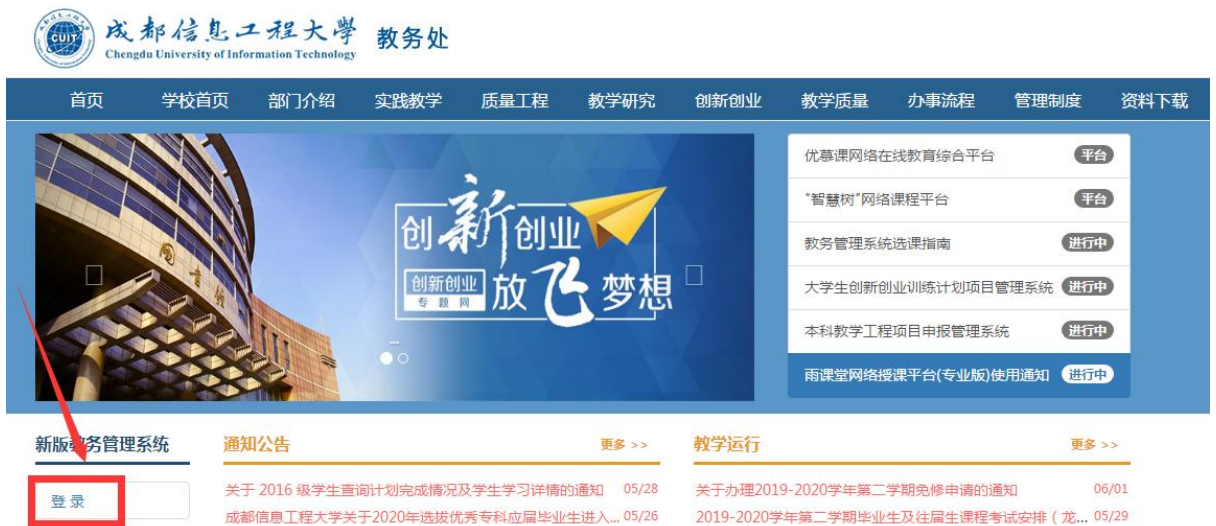 CUIT
成都信息工程大學 教务处
Chengdu University of Information Technology
首页 学校首页 部门介绍 实践教学 质量工程 教学研究 创新创业 教学质量 办事流程 管理制度 资料下载
图书馆
创新创业
创新创业
专题网
放飞梦想
...
优慕课网络在线教育综合平台 平台
"智慧树"网络课程平台 平台
教务管理系统选课指南 进行中
大学生创新创业训练计划项目管理系统 进行中
本科教学工程项目申报管理系统 进行中
雨课堂网络授课平台(专业版)使用通知 进行中
新版教务管理系统
登录
通知公告 更多 >>
关于 2016 级学生查询计划完成情况及学生学习详情的通知 05/28
成都信息工程大学关于2020年选拔优秀专科应届毕业生进入... 05/26
教学运行 更多 >>
关于办理2019-2020学年第二学期免修申请的通知 06/01
2019-2020学年第二学期毕业生及往届生课程考试安排（龙... 05/29